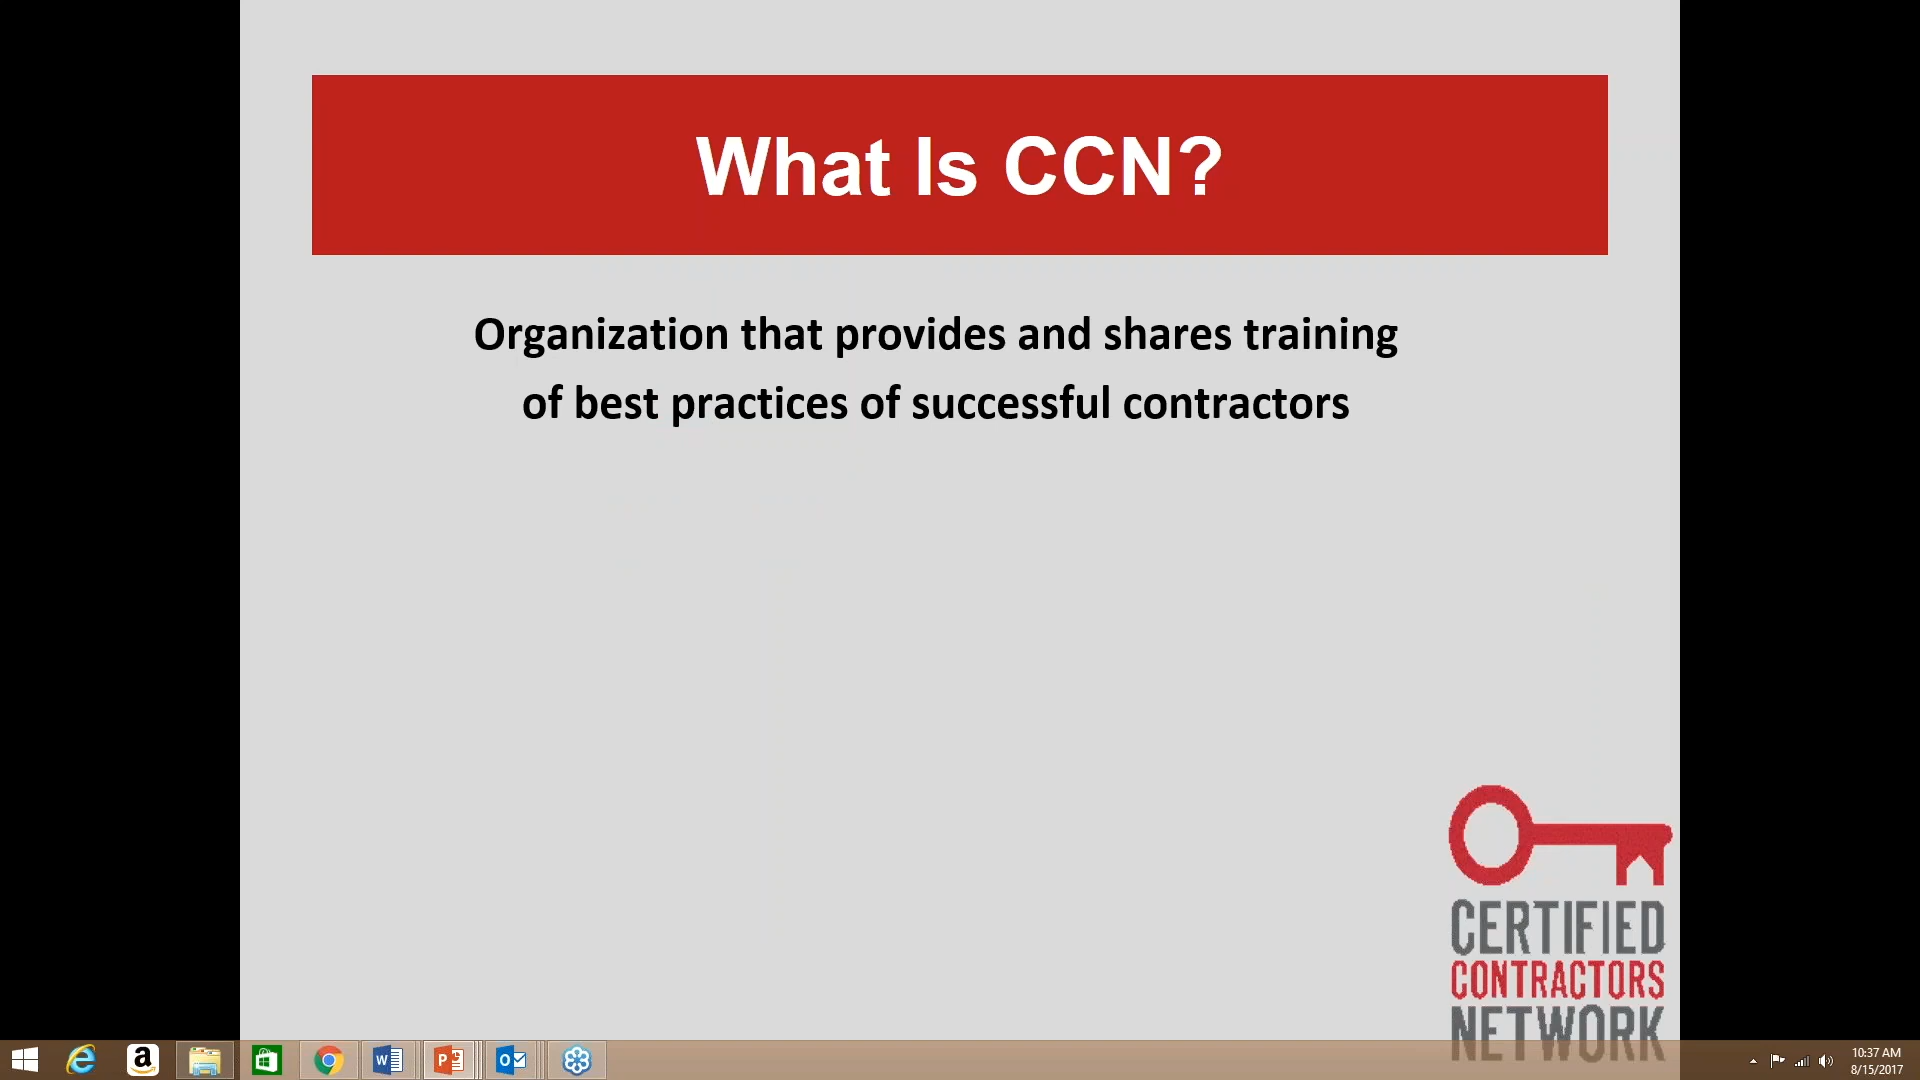 What Is CCN?
Organization that provides and shares training
of best practices of successful contractors
CERTIFIED
CONTRACTORS
NETWORK
10:37 AM
8/15/2017